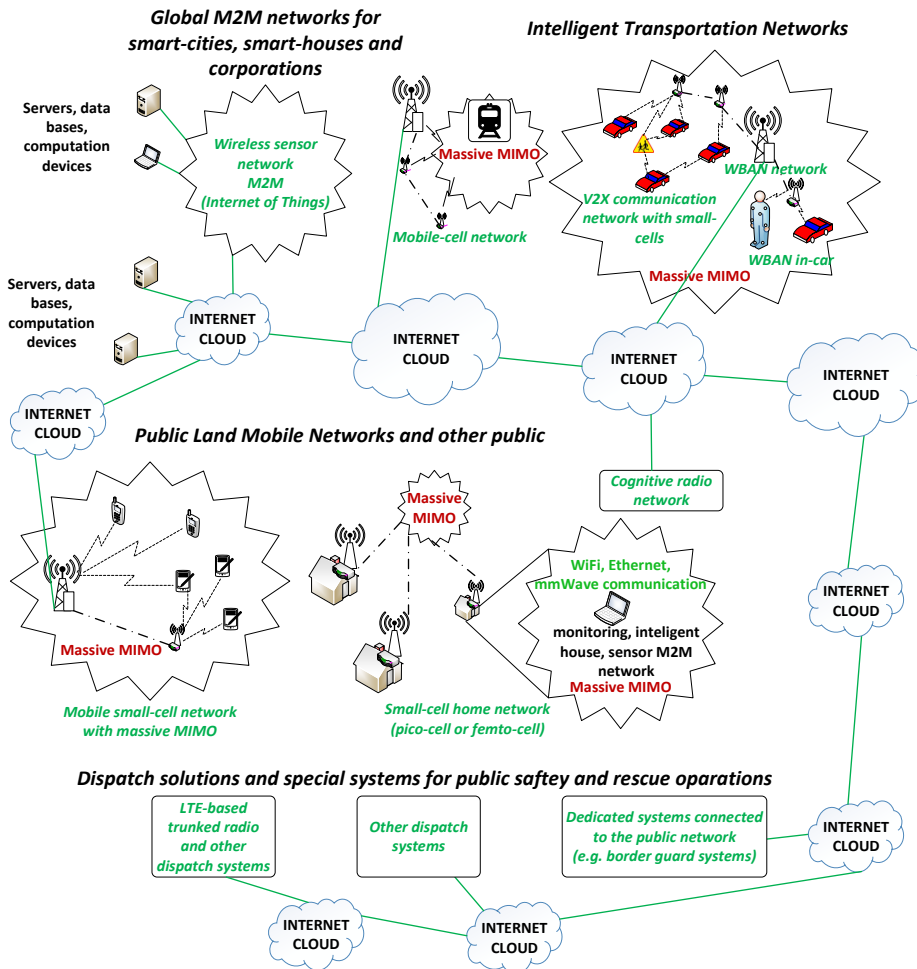 Global M2M networks for
smart-cities, smart-houses and
corporations
Intelligent Transportation Networks
Servers, data
bases,
computation
devices
Wireless sensor
network
M2M
(Internet of Things)
Massive MIMO
Mobile-cell network
WBAN network
V2X communication
network with small-
cells
WBAN in-car
Massive MIMO
Servers, data
bases,
computation
devices
INTERNET
CLOUD
INTERNET
CLOUD
INTERNET
CLOUD
INTERNET
CLOUD
INTERNET
CLOUD
Public Land Mobile Networks and other public
Cognitive radio
network
Massive
MIMO
WiFi, Ethernet,
mmWave communication
monitoring, inteligent
house, sensor M2M
network
Massive MIMO
Massive MIMO
INTERNET
CLOUD
Mobile small-cell network
with massive MIMO
Small-cell home network
(pico-cell or femto-cell)
Dispatch solutions and special systems for public saftey and rescue oparations
LTE-based
trunked radio
and other
dispatch systems
Other dispatch
systems
Dedicated systems connected
to the public network
(e.g. border guard systems)
INTERNET
CLOUD
INTERNET
CLOUD
INTERNET
CLOUD